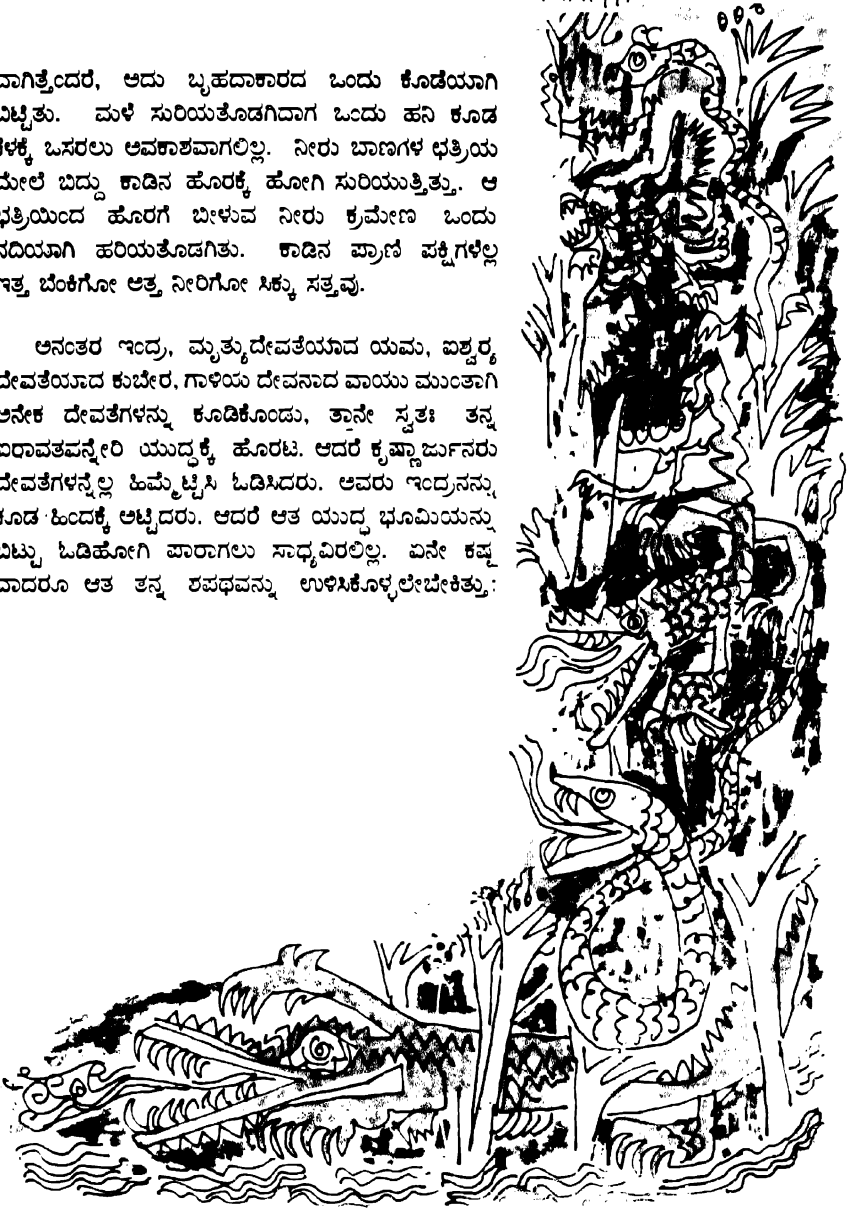 ವಾಗಿತ್ತೆಂದರೆ, ಅದು ಬೃಹದಾಕಾರದ ಒಂದು ಕೊಡೆಯಾಗಿ
ಬಿಟ್ಟಿತು. ಮಳೆ ಸುರಿಯತೊಡಗಿದಾಗ ಒಂದು ಹನಿ ಕೂಡ
ಕೆಳಕ್ಕೆ ಒಸರಲು ಅವಕಾಶವಾಗಲಿಲ್ಲ. ನೀರು ಬಾಣಗಳ ಛತ್ರಿಯ
ಮೇಲೆ ಬಿದ್ದು ಕಾಡಿನ ಹೊರಕ್ಕೆ ಹೋಗಿ ಸುರಿಯುತ್ತಿತ್ತು. ಆ
ಛತ್ರಿಯಿಂದ ಹೊರಗೆ ಬೀಳುವ ನೀರು ಕ್ರಮೇಣ ಒಂದು
ನದಿಯಾಗಿ ಹರಿಯತೊಡಗಿತು. ಕಾಡಿನ ಪ್ರಾಣಿ ಪಕ್ಷಿಗಳೆಲ್ಲ
ಇತ್ತ ಬೆಂಕಿಗೋ ಅತ್ತ ನೀರಿಗೋ ಸಿಕ್ಕು ಸತ್ತವು.
ಅನಂತರ ಇಂದ್ರ, ಮೃತ್ಯುದೇವತೆಯಾದ ಯಮ, ಐಶ್ವರ್ಯ
ದೇವತೆಯಾದ ಕುಬೇರ, ಗಾಳಿಯ ದೇವನಾದ ವಾಯು ಮುಂತಾಗಿ
ಅನೇಕ ದೇವತೆಗಳನ್ನು ಕೂಡಿಕೊಂಡು, ತಾನೇ ಸ್ವತಃ ತನ್ನ
ಐರಾವತವನ್ನೇರಿ ಯುದ್ಧಕ್ಕೆ ಹೊರಟ. ಆದರೆ ಕೃಷ್ಣಾರ್ಜುನರು
ದೇವತೆಗಳನ್ನೆಲ್ಲ ಹಿಮ್ಮೆಟ್ಟಿಸಿ ಓಡಿಸಿದರು. ಅವರು ಇಂದ್ರನನ್ನು
ಕೂಡ ಹಿಂದಕ್ಕೆ ಅಟ್ಟಿದರು. ಆದರೆ ಆತ ಯುದ್ಧ ಭೂಮಿಯನ್ನು
ಬಿಟ್ಟು ಓಡಿಹೋಗಿ ಪಾರಾಗಲು ಸಾಧ್ಯವಿರಲಿಲ್ಲ. ಏನೇ ಕಷ್ಟ
ವಾದರೂ ಆತ ತನ್ನ ಶಪಥವನ್ನು ಉಳಿಸಿಕೊಳ್ಳಲೇಬೇಕಿತ್ತು: